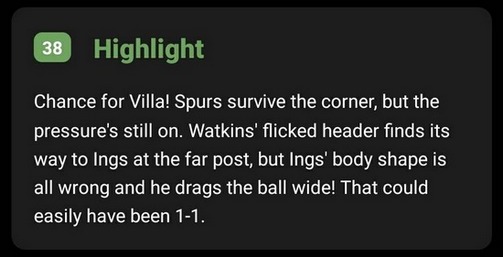 38 Highlight
Chance for Villa! Spurs survive the corner, but the
pressure's still on. Watkins' flicked header finds its
way to Ings at the far post, but Ings' body shape is
all wrong and he drags the ball wide! That could
easily have been 1-1.